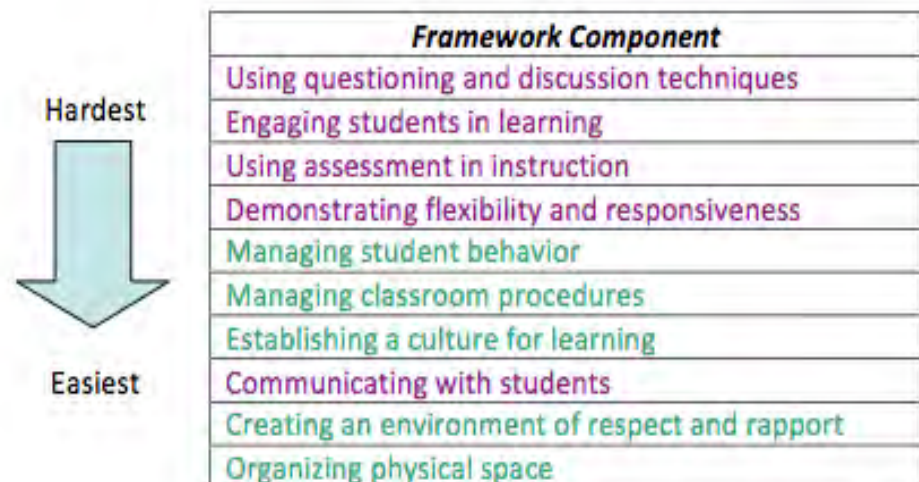 Framework Component
Using questioning and discussion techniques
Hardest
Engaging students in learning
Using assessment in instruction
Demonstrating flexibility and responsiveness
Managing student behavior
Managing classroom procedures
Establishing a culture for learning
Easiest
Communicating with students
Creating an environment of respect and rapport
Organizing physical space